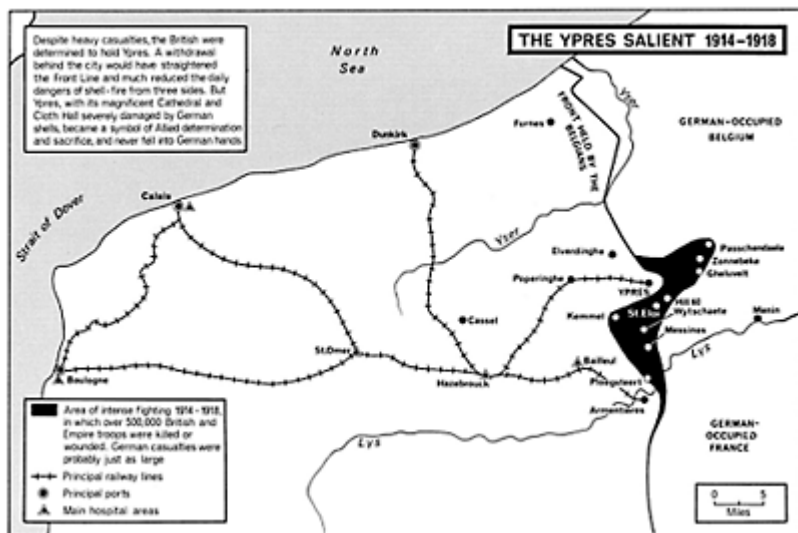 THE YPRES SALIENT 1914-1918
Despite heavy casualties, the British were
determined to hold Ypres. A withdrawal
behind the city would have straightened
the Front Line and much reduced the daily
dangers of shell-fire from three sides. But
Ypres, with its magnificent Cathedral and
Cloth Hall severely damaged by German
shells, became a symbol of Allied determination
and sacrifice, and never fell into German hands
North
Sea
Strait of Dover
Dunkirk
Furnes
Yser
FRONT HELD BY THE
BELGIANS
GERMAN-OCCUPIED
BELGIUM
Calais
Yser
Elverdinghe
Passchendaele
Zonnebeke
Gheluvelt
Poperinghe
YPRES
Hill 60
St. Eloi
Wytschaete
Kemmel
Cassel
Menin
Messines
Lys
St.Omer
Bailleul
Boulogne
Hazebrouck
Ploegsteert
Armentieres
Lys
GERMAN-
OCCUPIED
FRANCE
Area of intense fighting 1914-1918,
in which over 500,000 British and
Empire troops were killed or
wounded. German casualties were
probably just as large
Principal railway lines
Principal ports
Main hospital areas
0 5
Miles